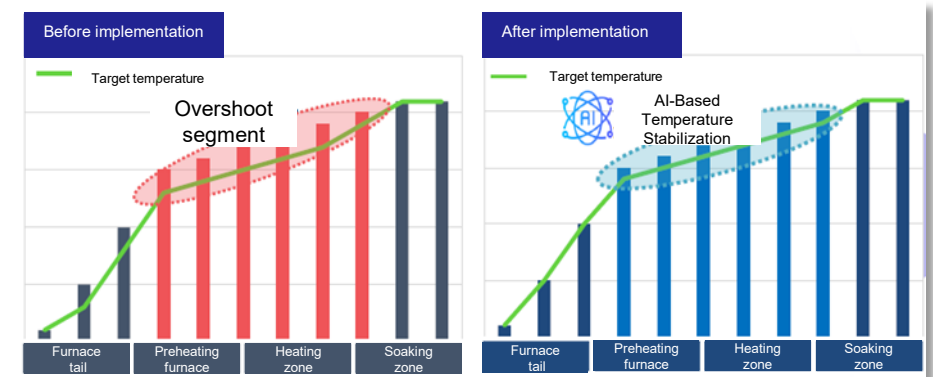 Before implementation
Target temperature
Overshoot
segment
Furnace
tail
Preheating
furnace
Heating
zone
Soaking
zone
After implementation
Target temperature
AI
AI-Based
Temperature
Stabilization
Furnace
tail
Preheating
furnace
Heating
zone
Soaking
zone